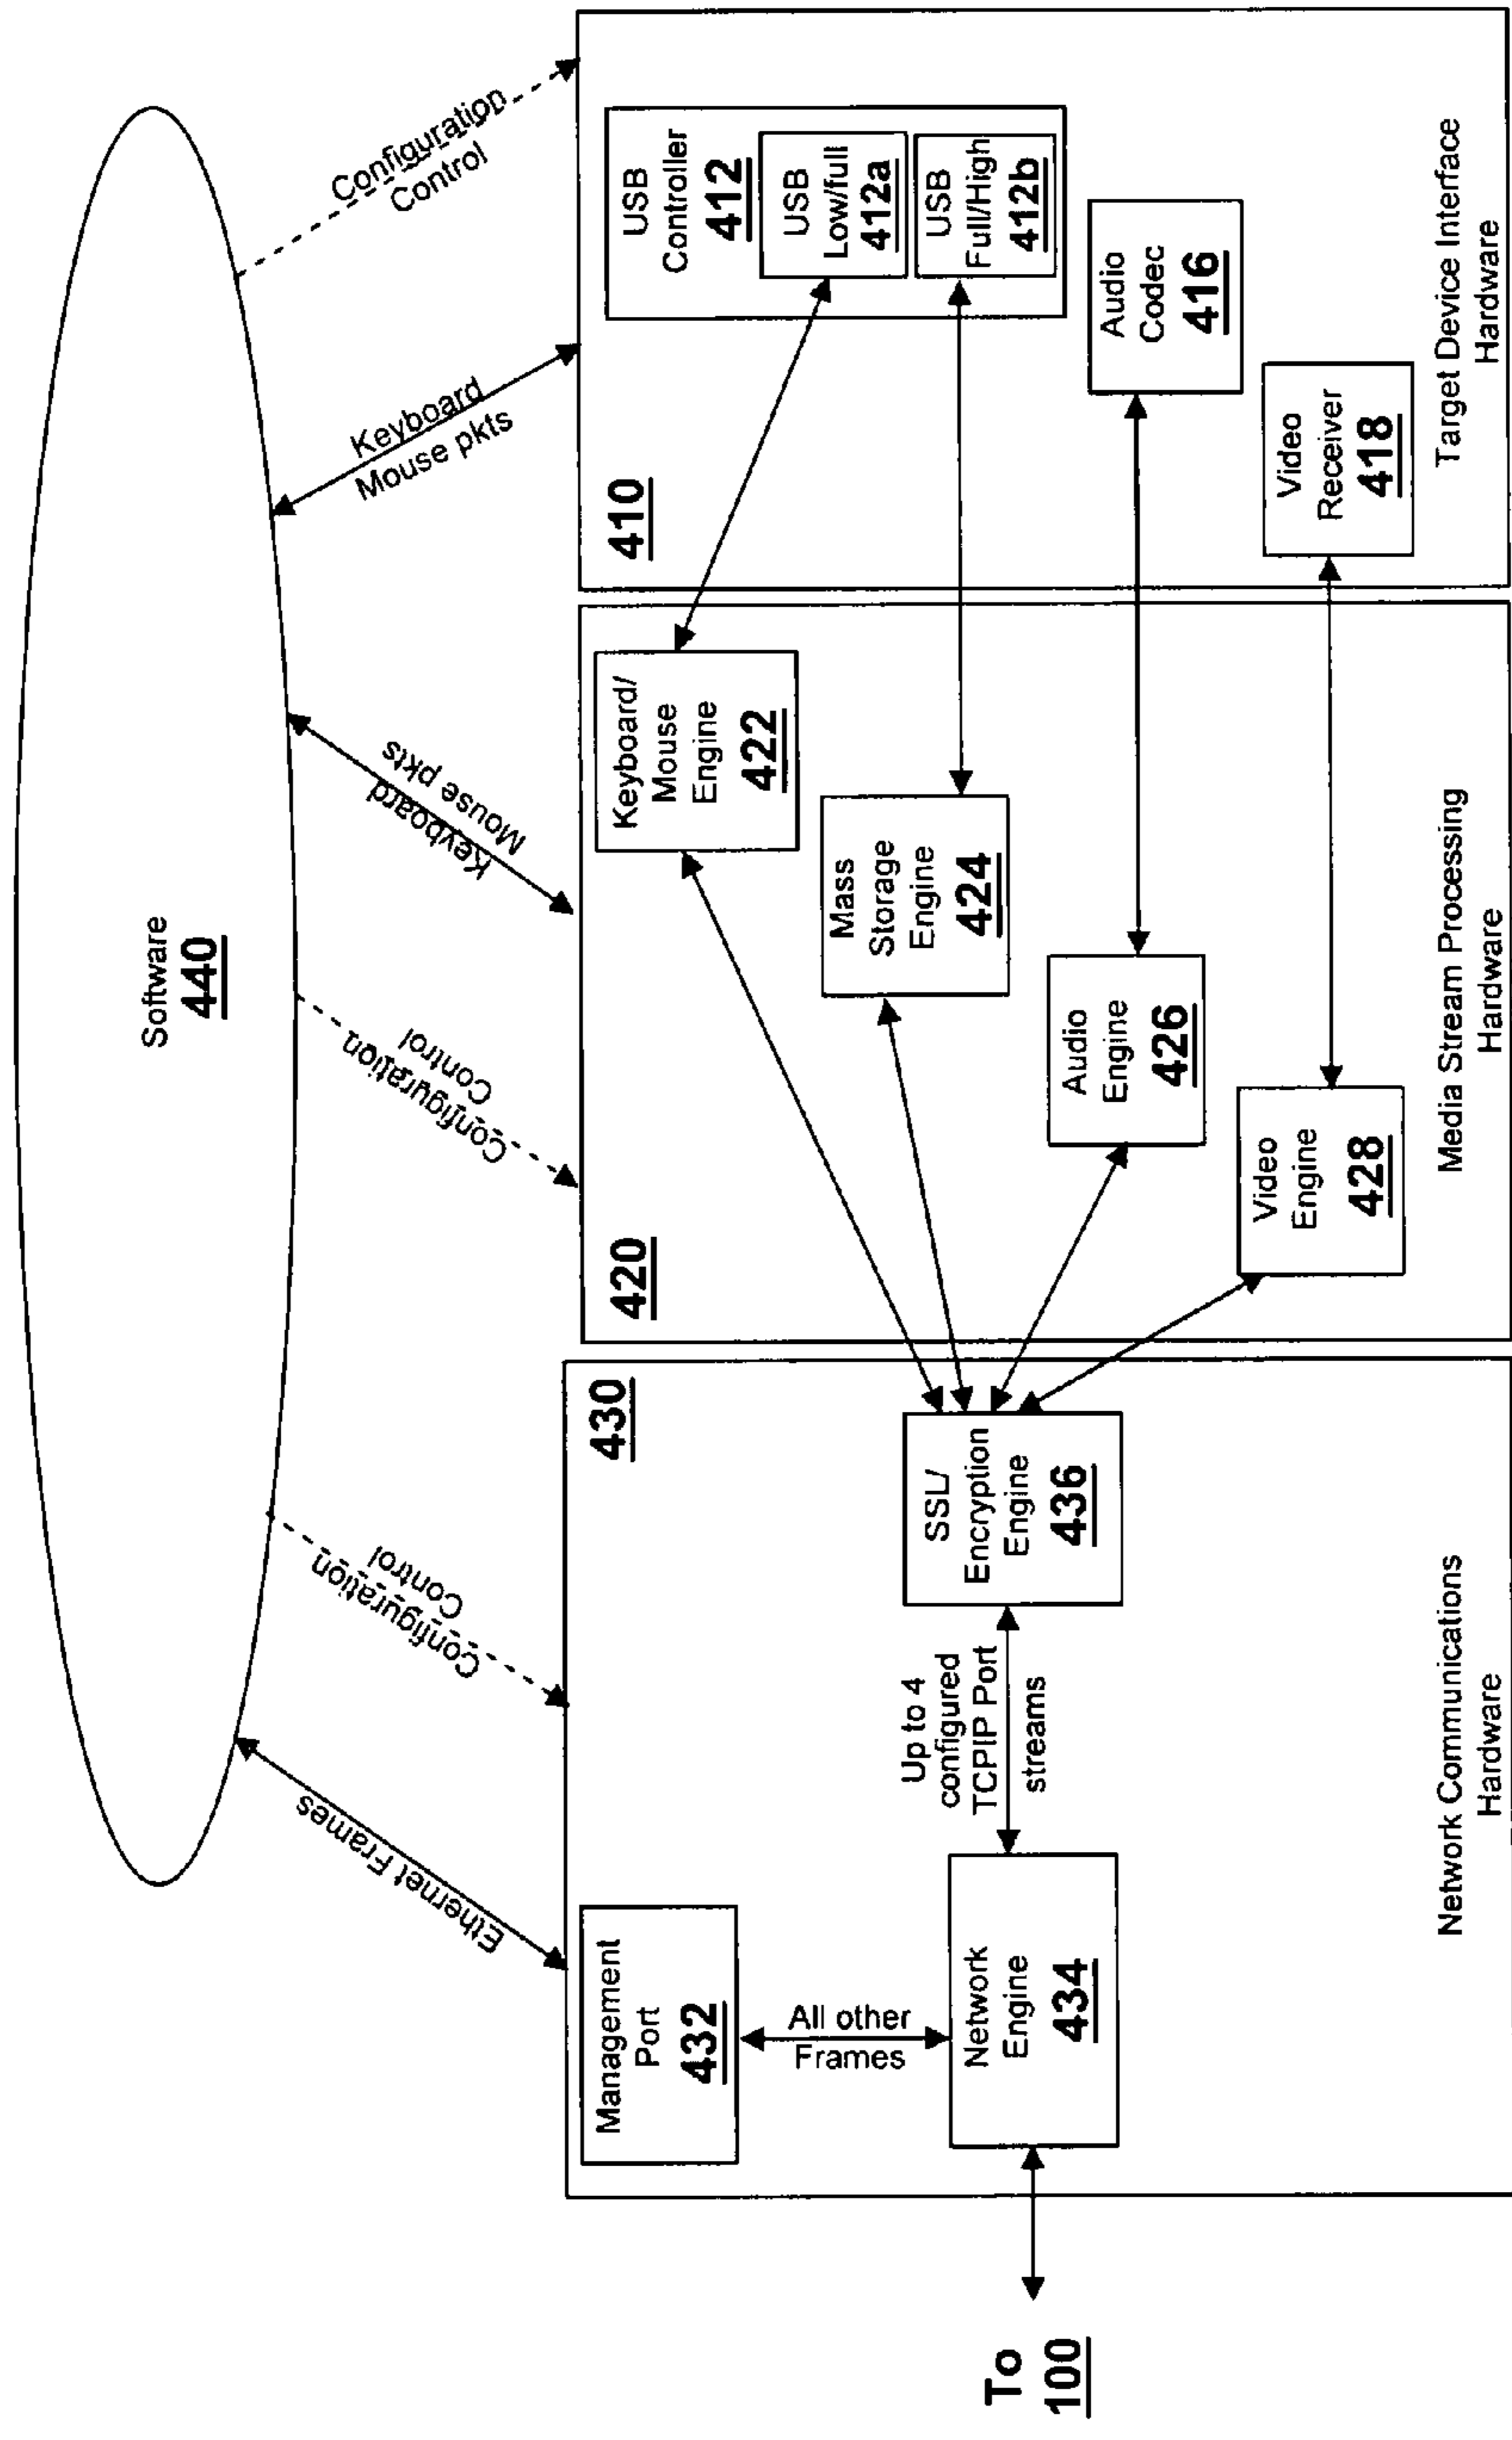 Software
440
Ethernet Frames
Configuration
Control
Configuration
Control
Keyboard
Mouse pkts
Keyboard
Mouse pkts
Configuration
Control
To
100
430
Management
Port
432
All other
Frames
Network
Engine
434
Up to 4
configured
TCPIP Port
streams
SSL/
Encryption
Engine
436
Network Communications
Hardware
420
Keyboard/
Mouse
Engine
422
Mass
Storage
Engine
424
Audio
Engine
426
Video
Engine
428
Media Stream Processing
Hardware
410
USB
Controller
412
USB
Low/full
412a
USB
Full/High
412b
Audio
Codec
416
Video
Receiver
418
Target Device Interface
Hardware